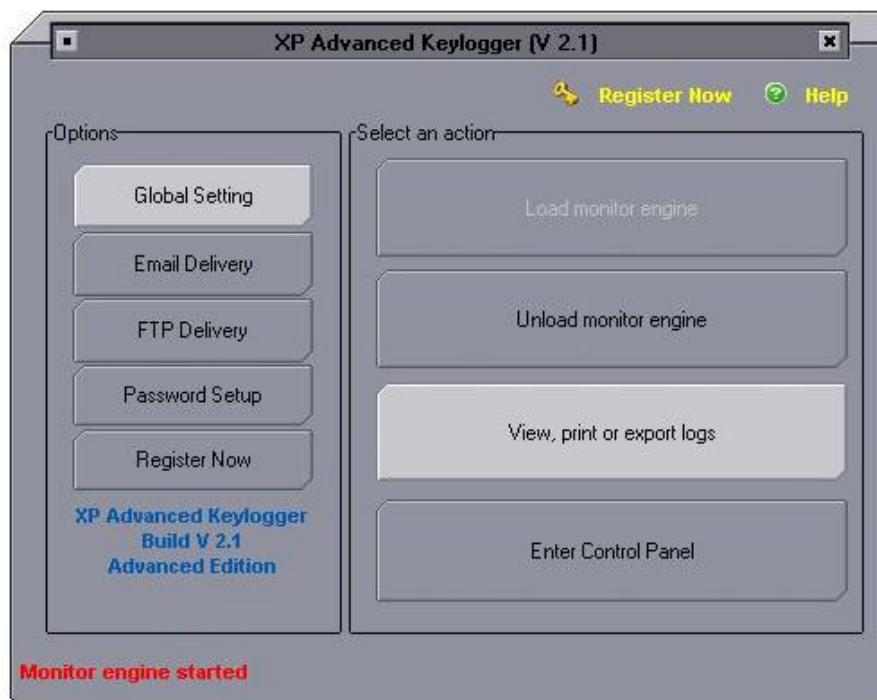 XP Advanced Keylogger (V 2.1)
Register Now
Help
Options
Global Setting
Email Delivery
FTP Delivery
Password Setup
Register Now
XP Advanced Keylogger
Build V 2.1
Advanced Edition
Select an action
Load monitor engine
Unload monitor engine
View, print or export logs
Enter Control Panel
Monitor engine started